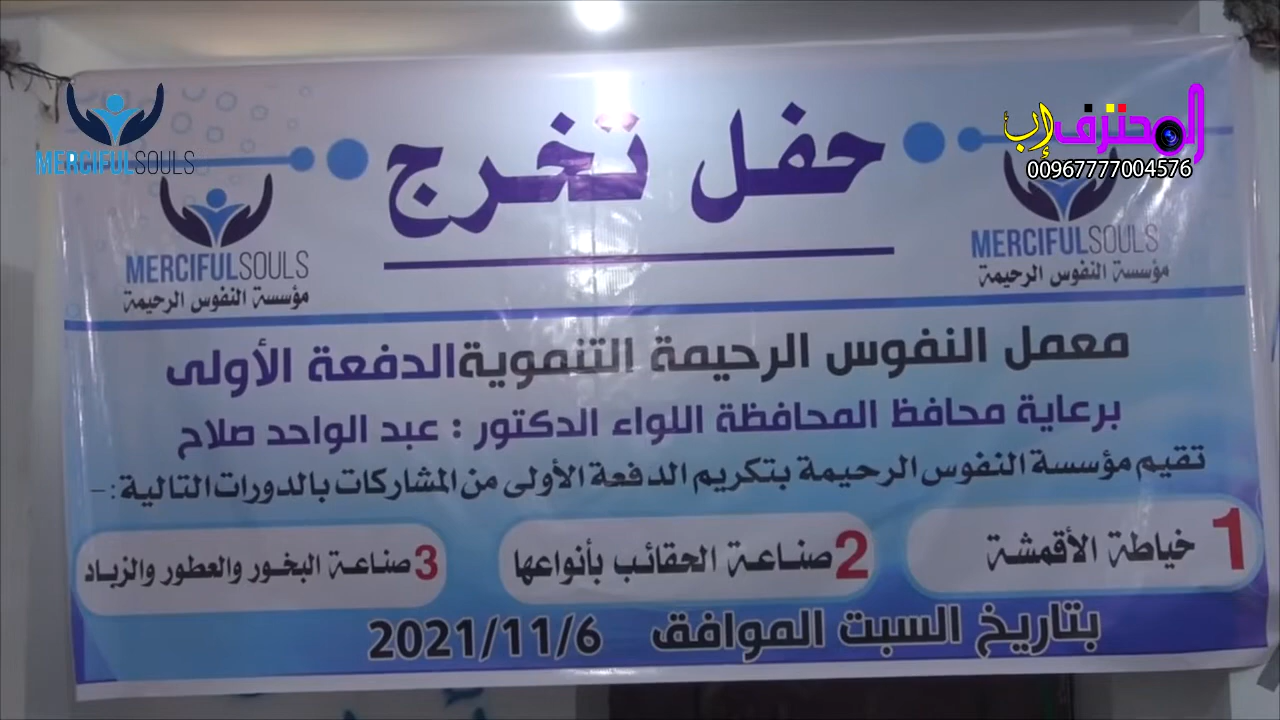 MERCIFULSOULS
المحترف إب
00967777004576
حفل تخرج
MERCIFULSOULS
مؤسسة النفوس الرحيمة
MERCIFULSOULS
مؤسسة النفوس الرحيمة
معمل النفوس الرحيمة التنموية الدفعة الأولى
برعاية محافظ المحافظة اللواء الدكتور : عبد الواحد صلاح
تقيم مؤسسة النفوس الرحيمة بتكريم الدفعة الأولى من المشاركات بالدورات التالية :-
1 خياطة الأقمشة
2 صناعة الحقائب بأنواعها
3 صناعة البخور والعطور والزباد
بتاريخ السبت الموافق 2021/11/6